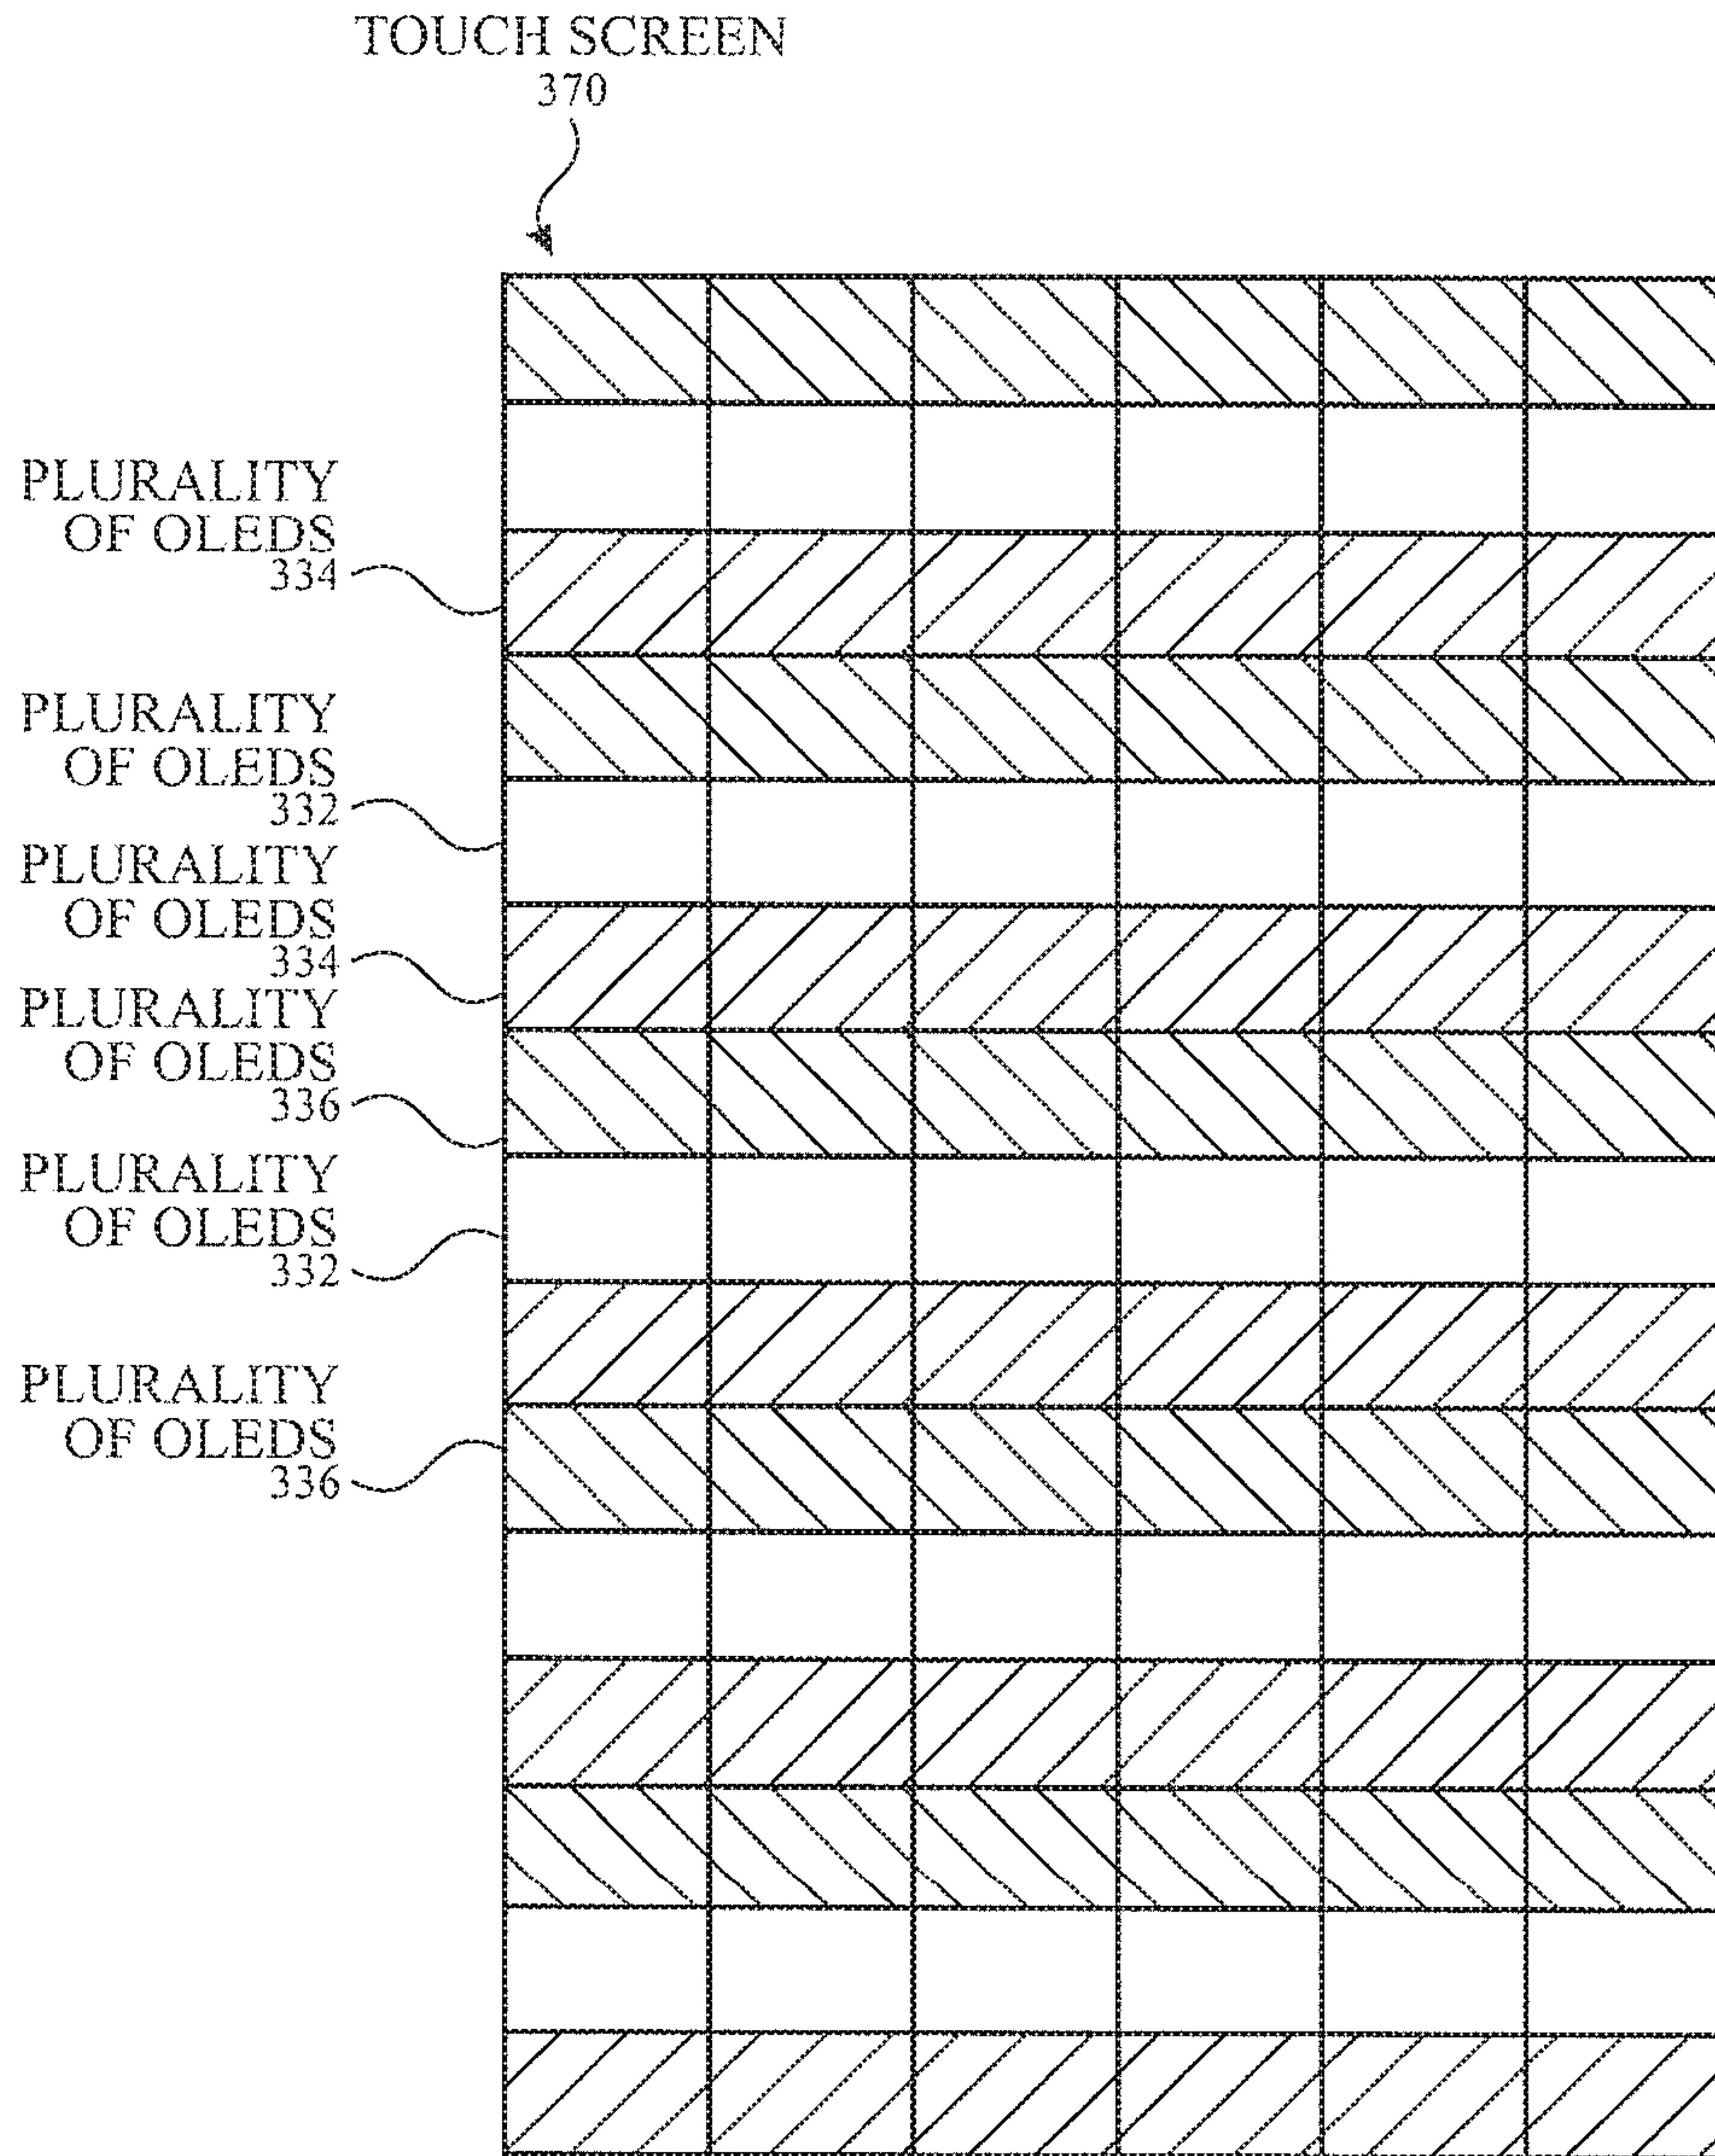 TOUCH SCREEN
370
PLURALITY
OF OLEDS
334
PLURALITY
OF OLEDS
332
PLURALITY
OF OLEDS
334
PLURALITY
OF OLEDS
336
PLURALITY
OF OLEDS
332
PLURALITY
OF OLEDS
336